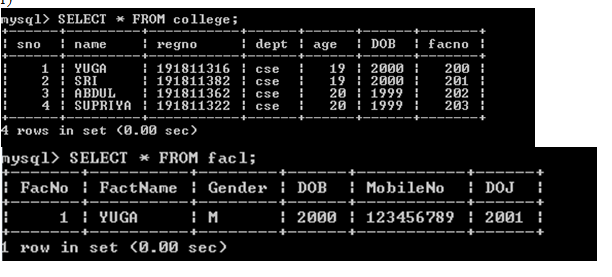 mysql> SELECT * FROM college;
| sno | name | regno | dept | age | DOB | facno |
| 1 | YUGA | 191811316 | cse | 19 | 2000 | 200 |
| 2 | SRI | 191811382 | cse | 19 | 2000 | 201 |
| 3 | ABDUL | 191811362 | cse | 20 | 1999 | 202 |
| 4 | SUPRIYA | 191811322 | cse | 20 | 1999 | 203 |
4 rows in set (0.00 sec)
mysql> SELECT * FROM facl;
| FacNo | FactName | Gender | DOB | MobileNo | DOJ |
| 1 | YUGA | M | 2000 | 123456789 | 2001 |
1 row in set (0.00 sec)